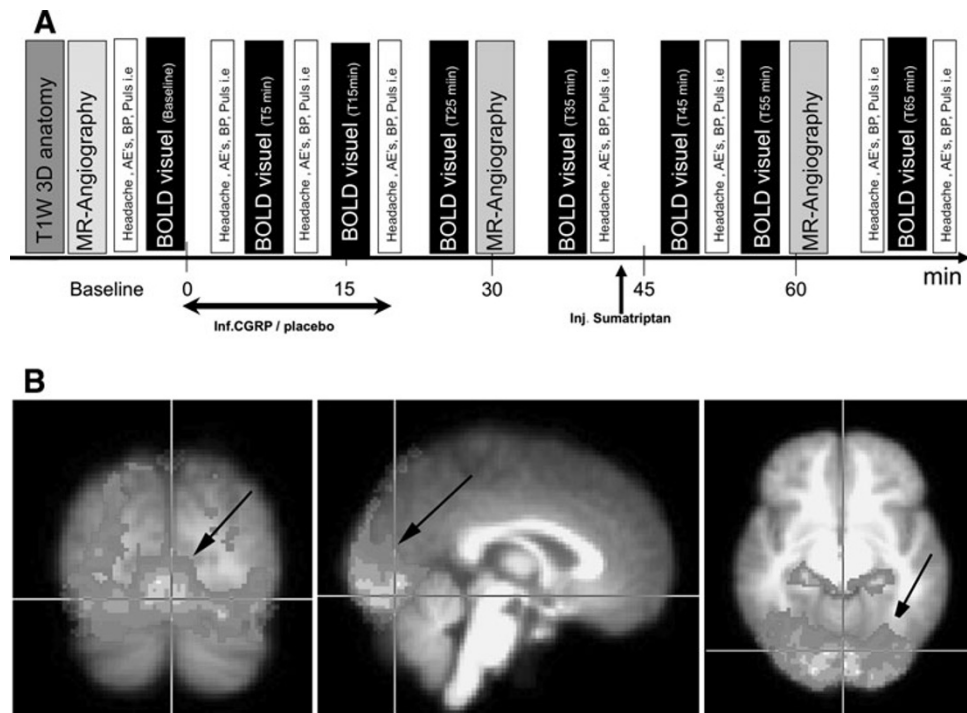 A
T1W 3D anatomy
MR-Angiography
Headache , AE's, BP, Puls i.e
BOLD visuel (Baseline)
Headache , AE's, BP, Puls i.e
BOLD visuel (T5 min)
Headache , AE's, BP, Puls i.e
BOLD visuel (T15min)
Headache , AE's, BP, Puls i.e
BOLD visuel (T25 miin)
MR-Angiography
BOLD visuel (T35 min)
Headache , AE's, BP, Puls i.e
BOLD visuel (T45 min)
Headache , AE's, BP, Puls i.e
BOLD visuel (T55 min)
MR-Angiography
Headache , AE's, BP, Puls i.e
BOLD visuel (T65 min)
Headache , AE's, BP, Puls i.e
Baseline 0 15 30 45 60 min
Inf.CGRP / placebo
Inj. Sumatriptan
B